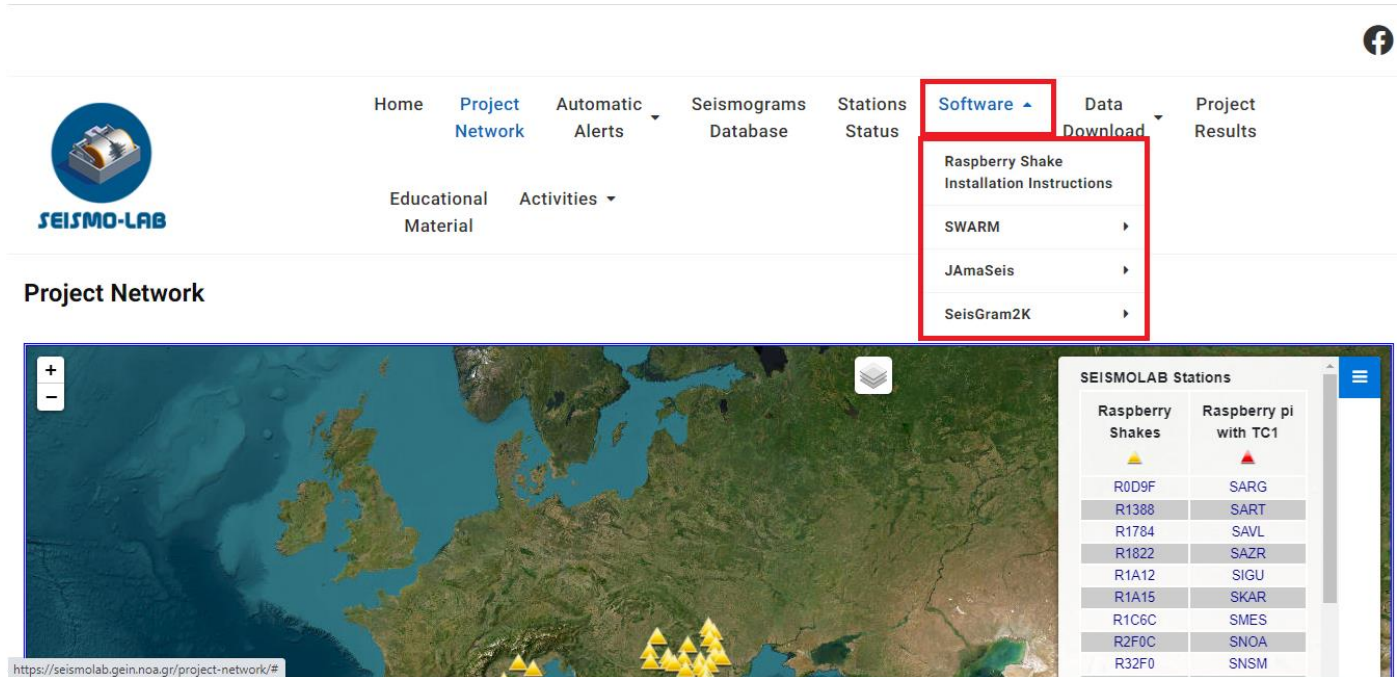 Home
Project
Network
Automatic
Alerts
Seismograms
Database
Stations
Status
Software
Data
Download
Project
Results
Raspberry Shake
Installation Instructions
SWARM
JAmaSeis
SeisGram2K
Educational
Material
Activities
SEISMO-LAB
Project Network
+
−
SEISMOLAB Stations
Raspberry
Shakes
Raspberry pi
with TC1
R0D9F SARG
R1388 SART
R1784 SAVL
R1822 SAZR
R1A12 SIGU
R1A15 SKAR
R1C6C SMES
R2F0C SNOA
R32F0 SNSM
https://seismolab.gein.noa.gr/project-network/#